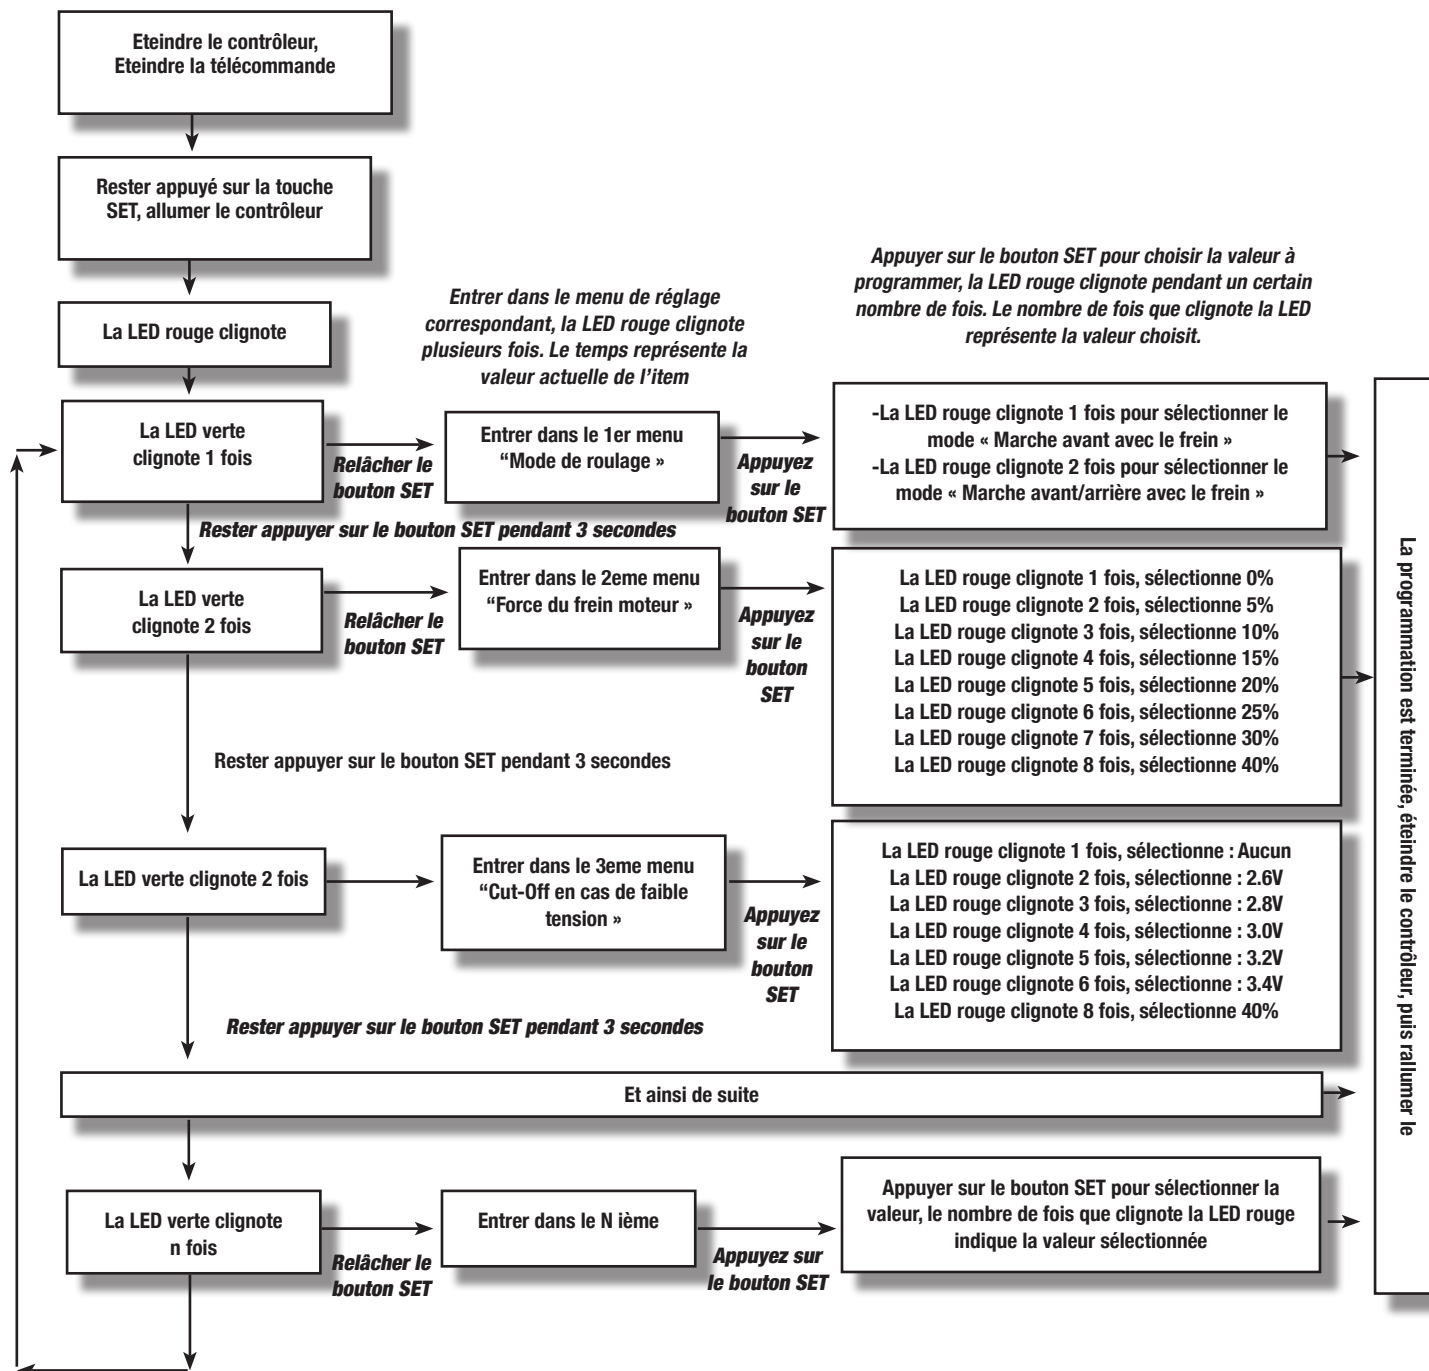 Eteindre le contrôleur,
Eteindre la télécommande
Rester appuyé sur la touche
SET, allumer le contrôleur
La LED rouge clignote
Entrer dans le menu de réglage
correspondant, la LED rouge clignote
plusieurs fois. Le temps représente la
valeur actuelle de l’item
Appuyer sur le bouton SET pour choisir la valeur à
programmer, la LED rouge clignote pendant un certain
nombre de fois. Le nombre de fois que clignote la LED
représente la valeur choisit.
La LED verte
clignote 1 fois
Relâcher le
bouton SET
Entrer dans le 1er menu
“Mode de roulage »
Appuyez
sur le
bouton SET
-La LED rouge clignote 1 fois pour sélectionner le
mode « Marche avant avec le frein »
-La LED rouge clignote 2 fois pour sélectionner le
mode « Marche avant/arrière avec le frein »
Rester appuyer sur le bouton SET pendant 3 secondes
La LED verte
clignote 2 fois
Relâcher le
bouton SET
Entrer dans le 2eme menu
“Force du frein moteur »
Appuyez
sur le
bouton
SET
La LED rouge clignote 1 fois, sélectionne 0%
La LED rouge clignote 2 fois, sélectionne 5%
La LED rouge clignote 3 fois, sélectionne 10%
La LED rouge clignote 4 fois, sélectionne 15%
La LED rouge clignote 5 fois, sélectionne 20%
La LED rouge clignote 6 fois, sélectionne 25%
La LED rouge clignote 7 fois, sélectionne 30%
La LED rouge clignote 8 fois, sélectionne 40%
Rester appuyer sur le bouton SET pendant 3 secondes
La LED verte clignote 2 fois
Entrer dans le 3eme menu
“Cut-Off en cas de faible
tension »
Appuyez
sur le
bouton
SET
La LED rouge clignote 1 fois, sélectionne : Aucun
La LED rouge clignote 2 fois, sélectionne : 2.6V
La LED rouge clignote 3 fois, sélectionne : 2.8V
La LED rouge clignote 4 fois, sélectionne : 3.0V
La LED rouge clignote 5 fois, sélectionne : 3.2V
La LED rouge clignote 6 fois, sélectionne : 3.4V
La LED rouge clignote 8 fois, sélectionne 40%
Rester appuyer sur le bouton SET pendant 3 secondes
Et ainsi de suite
La LED verte clignote
n fois
Relâcher le
bouton SET
Entrer dans le N ième
Appuyez sur
le bouton SET
Appuyer sur le bouton SET pour sélectionner la
valeur, le nombre de fois que clignote la LED rouge
indique la valeur sélectionnée
La programmation est terminée, éteindre le contrôleur, puis rallumer le